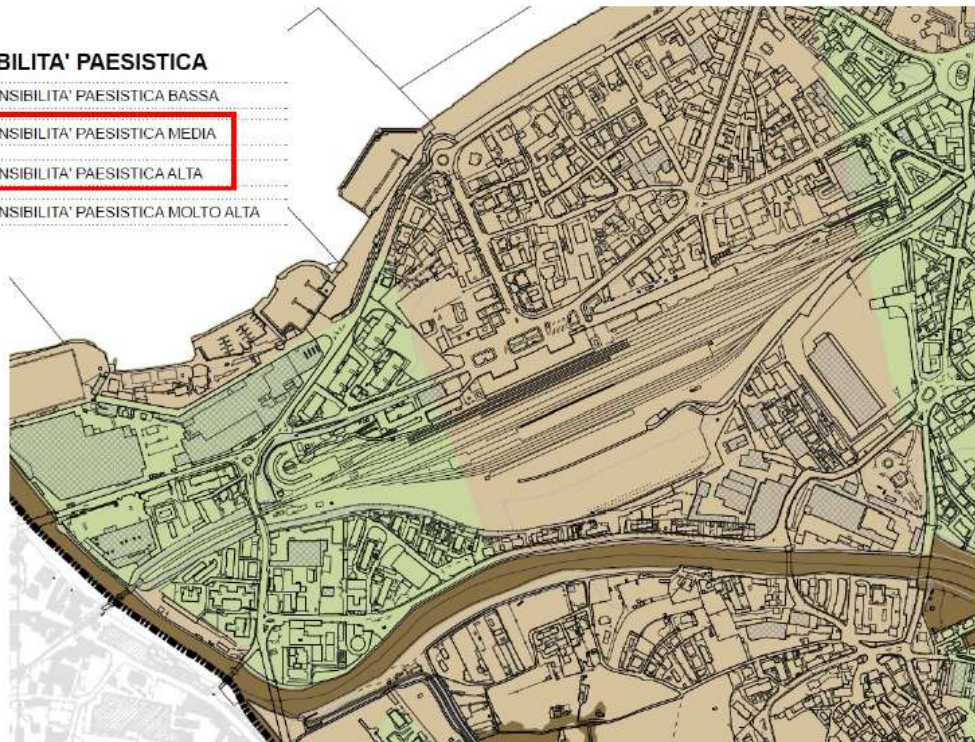 BILITA' PAESISTICA
NSIBILITA' PAESISTICA BASSA
NSIBILITA' PAESISTICA MEDIA
NSIBILITA' PAESISTICA ALTA
NSIBILITA' PAESISTICA MOLTO ALTA